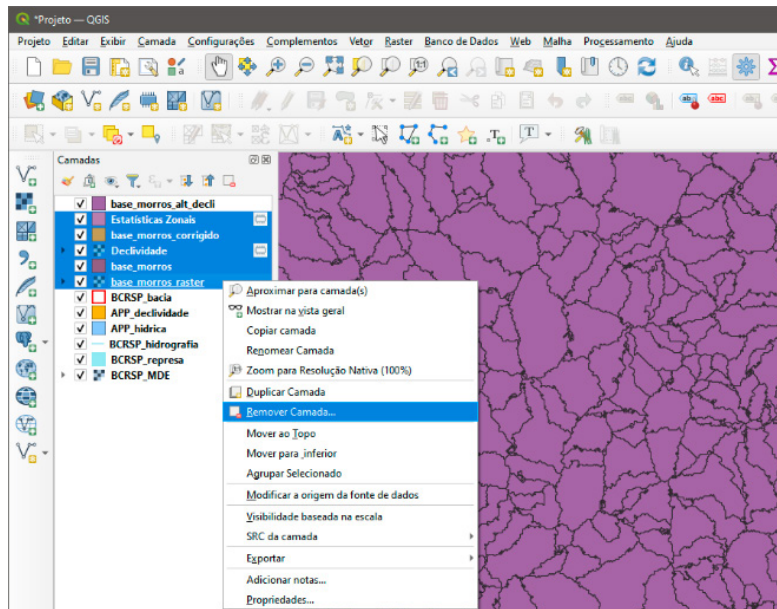 *Projeto — QGIS
Projeto Editar Exibir Camada Configurações Complementos Vetor Raster Banco de Dados Web Malha Processamento Ajuda
abc abc
T T
Camadas
base_morros_alt_decli
Estatísticas Zonais
base_morros_corrigido
Declividade
base_morros
base_morros_raster
BCRSP_bacia
APP_declividade
APP_hidrica
BCRSP_hidrografia
BCRSP_represa
BCRSP_MDE
Aproximar para camada(s)
Mostrar na vista geral
Copiar camada
Renomear Camada
Zoom para Resolução Nativa (100%)
Duplicar Camada
Remover Camada...
Mover ao Topo
Mover para _inferior
Agrupar Selecionado
Modificar a origem da fonte de dados
Visibilidade baseada na escala
SRC da camada
Exportar
Adicionar notas...
Propriedades...